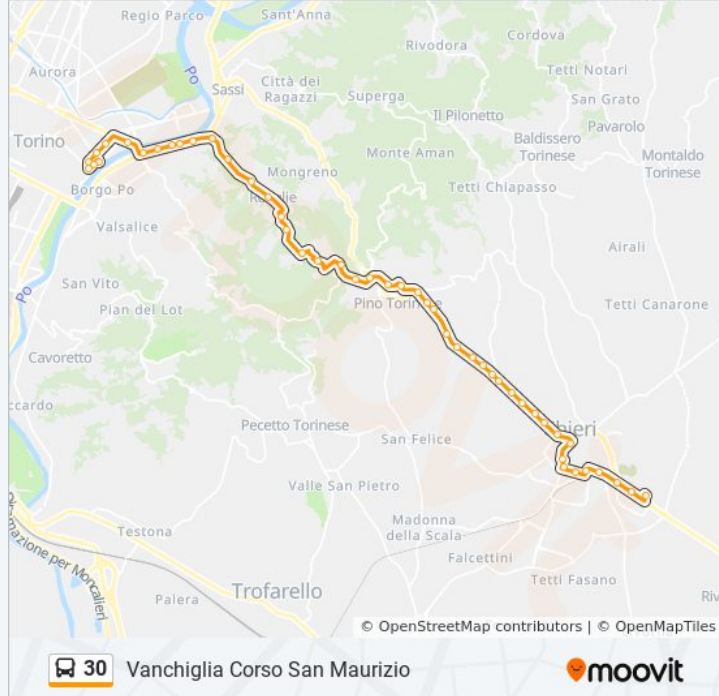 Regio Parco
Sant'Anna
Cordova
Rivodora
Aurora
Po
Sassi
Tetti Notari
Città dei
Ragazzi
Superga
San Grato
Il Pilonetto
Pavarolo
Torino
Baldissero
Torinese
Monte Aman
Montaldo
Torinese
Mongreno
Borgo Po
Tetti Chiapasso
Valsalice
Airali
San Vito
Po
Pian del Lot
Pino Torinese
Tetti Canarone
Cavoretto
ccardo
Pecetto Torinese
San Felice
hieri
Valle San Pietro
Madonna
della Scala
Testona
Falcettini
Tetti Fasano
Trofarello
Palera
Riv
© OpenStreetMap contributors | © OpenMapTiles
30 Vanchiglia Corso San Maurizio
moovit